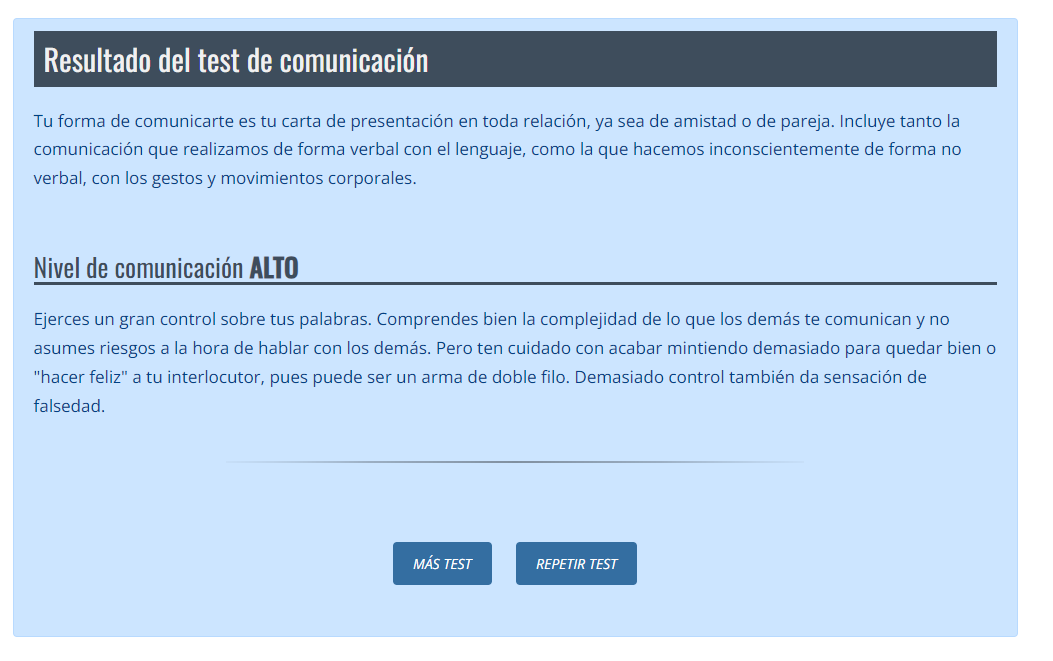 Resultado del test de comunicación
Tu forma de comunicarte es tu carta de presentación en toda relación, ya sea de amistad o de pareja. Incluye tanto la
comunicación que realizamos de forma verbal con el lenguaje, como la que hacemos inconscientemente de forma no
verbal, con los gestos y movimientos corporales.
Nivel de comunicación ALTO
Ejerces un gran control sobre tus palabras. Comprendes bien la complejidad de lo que los demás te comunican y no
asumes riesgos a la hora de hablar con los demás. Pero ten cuidado con acabar mintiendo demasiado para quedar bien o
"hacer feliz" a tu interlocutor, pues puede ser un arma de doble filo. Demasiado control también da sensación de
falsedad.
MÁS TEST
REPETIR TEST